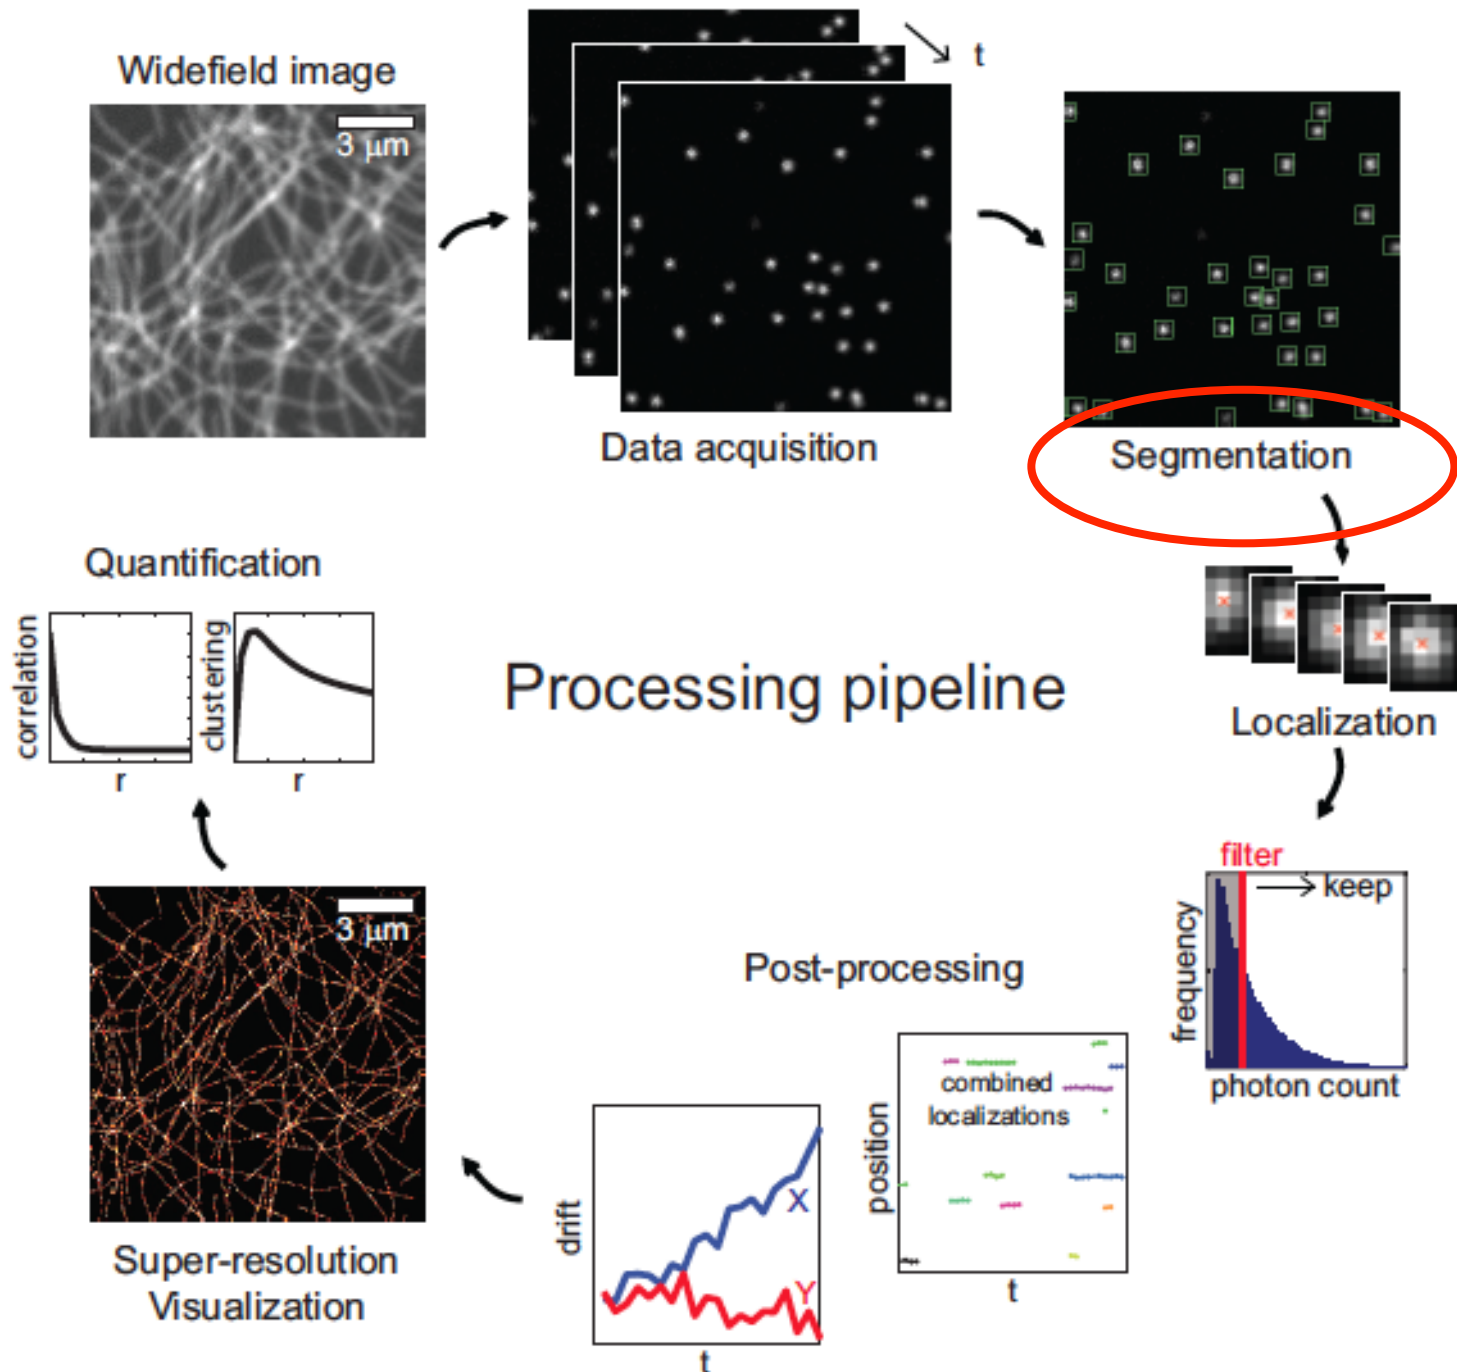 Widefield image
3 μm
t
Data acquisition
Segmentation
Localization
filter
keep
frequency
photon count
Post-processing
combined
localizations
position
t
drift
X
Y
t
3 μm
Super-resolution
Visualization
Quantification
correlation
r
clustering
r
Processing pipeline